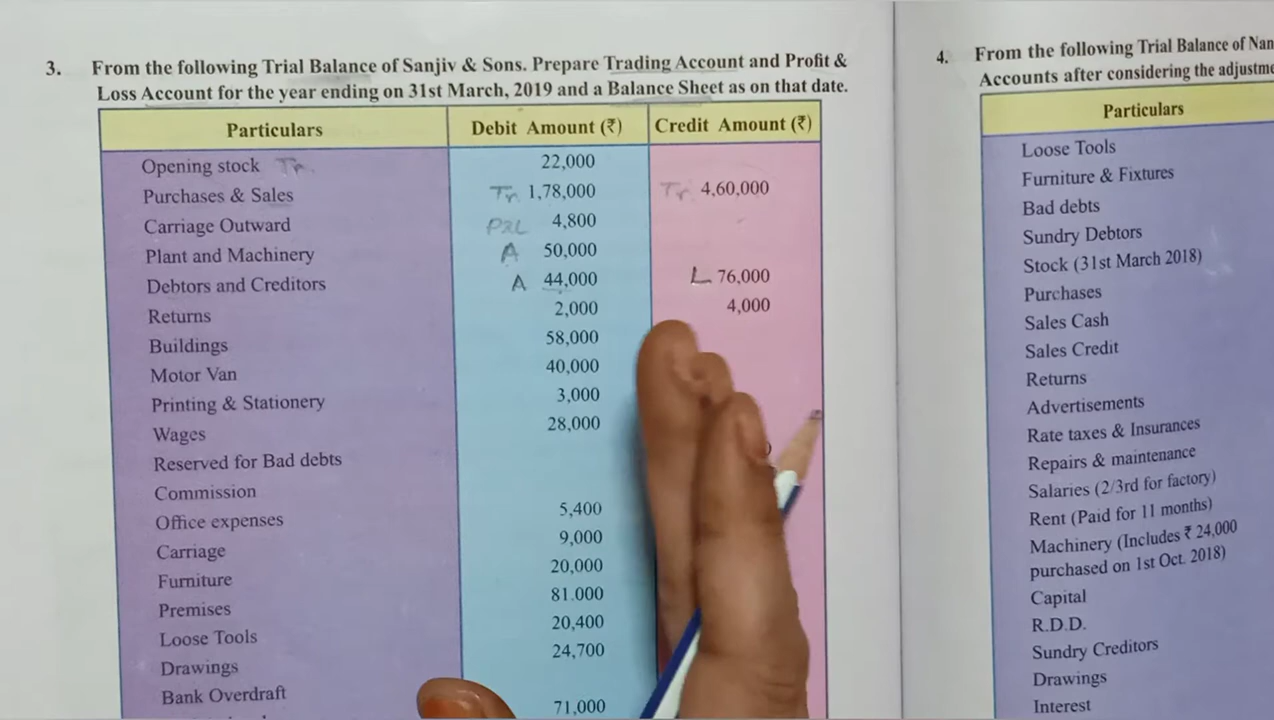 3. From the following Trial Balance of Sanjiv & Sons. Prepare Trading Account and Profit &
Loss Account for the year ending on 31st March, 2019 and a Balance Sheet as on that date.
Particulars Debit Amount (₹) Credit Amount (₹)
Opening stock Tr. 22,000
Purchases & Sales Tr 1,78,000 Tr 4,60,000
Carriage Outward P&L 4,800
Plant and Machinery A 50,000
Debtors and Creditors A 44,000 L 76,000
Returns 2,000 4,000
Buildings 58,000
Motor Van 40,000
Printing & Stationery 3,000
Wages 28,000
Reserved for Bad debts
Commission
Office expenses 5,400
Carriage 9,000
Furniture 20,000
Premises 81.000
Loose Tools 20,400
Drawings 24,700
Bank Overdraft
71,000
4. From the following Trial Balance of
Accounts after considering the
Particulars
Loose Tools
Furniture & Fixtures
Bad debts
Sundry Debtors
Stock (31st March 2018)
Purchases
Sales Cash
Sales Credit
Returns
Advertisements
Rate taxes & Insurances
Repairs & maintenance
Salaries (2/3rd for factory)
Rent (Paid for 11 months)
Machinery (Includes ₹ 24,000
purchased on 1st Oct. 2018)
Capital
R.D.D.
Sundry Creditors
Drawings
Interest